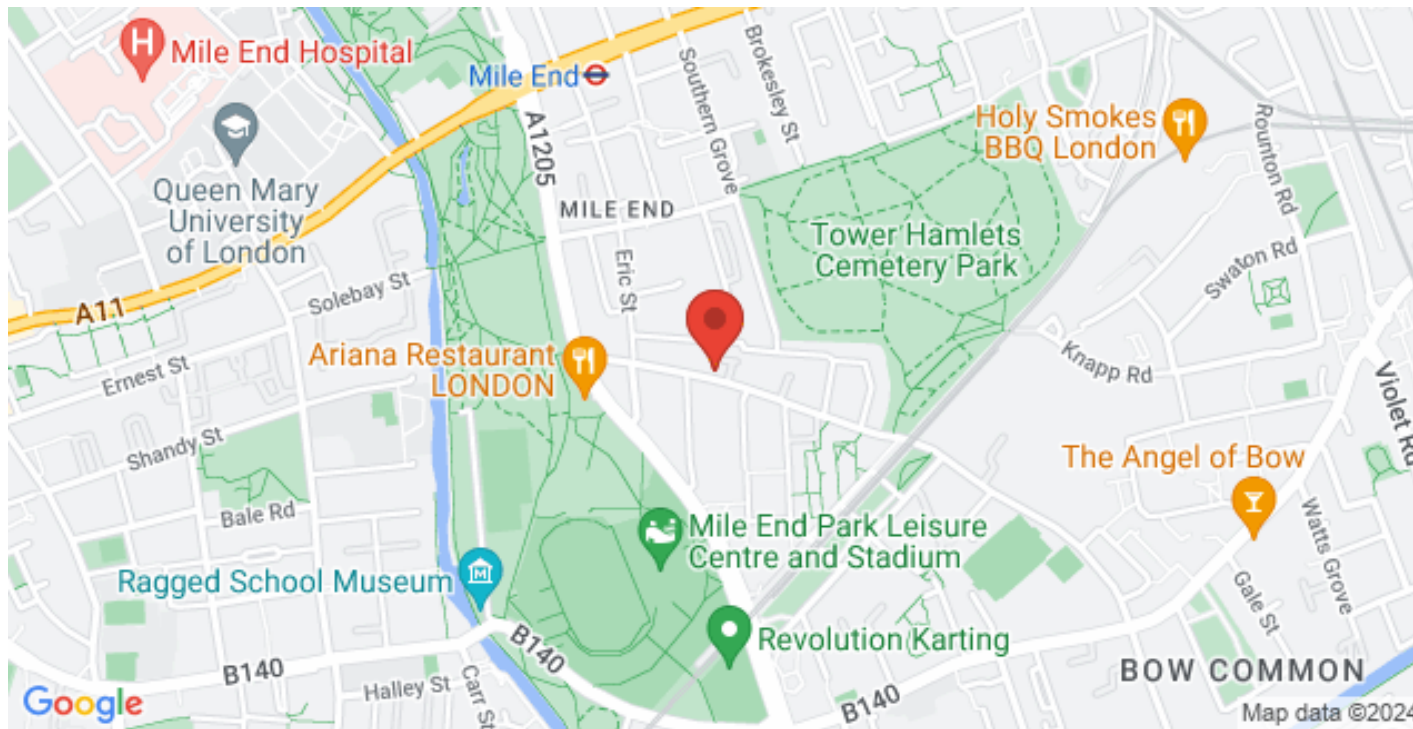 Mile End Hospital
Mile End
Queen Mary
University
of London
A11
Solebay St
Ernest St
Shandy St
Bale Rd
A1205
Southern Grove
Brokesley St
MILE END
Eric St
Holy Smokes
BBQ London
Rounton Rd
Tower Hamlets
Cemetery Park
Swaton Rd
Knapp Rd
Violet Rd
Ariana Restaurant
LONDON
The Angel of Bow
Watts Grove
Gale St
Mile End Park Leisure
Centre and Stadium
Ragged School Museum
Revolution Karting
B140
B140
B140
Halley St
Carr St
BOW COMMON
Google
Map data ©2024